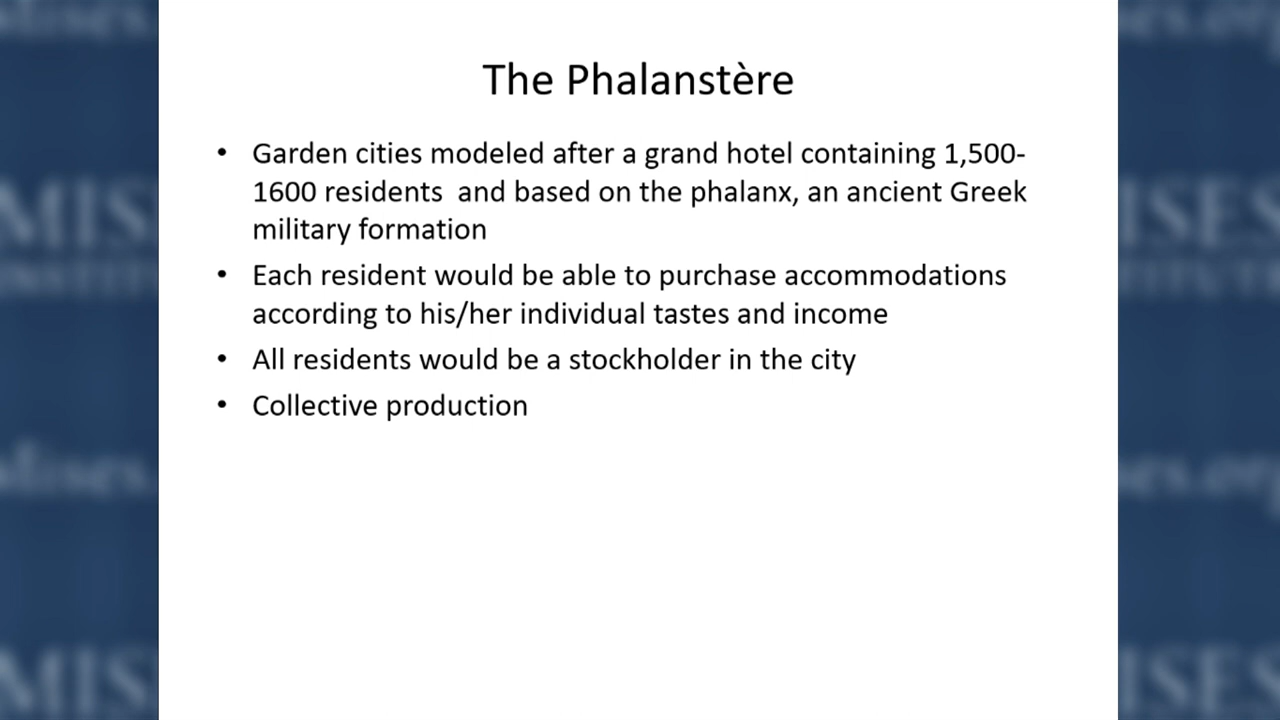 The Phalanstère
• Garden cities modeled after a grand hotel containing 1,500-
1600 residents  and based on the phalanx, an ancient Greek
military formation
• Each resident would be able to purchase accommodations
according to his/her individual tastes and income
• All residents would be a stockholder in the city
• Collective production